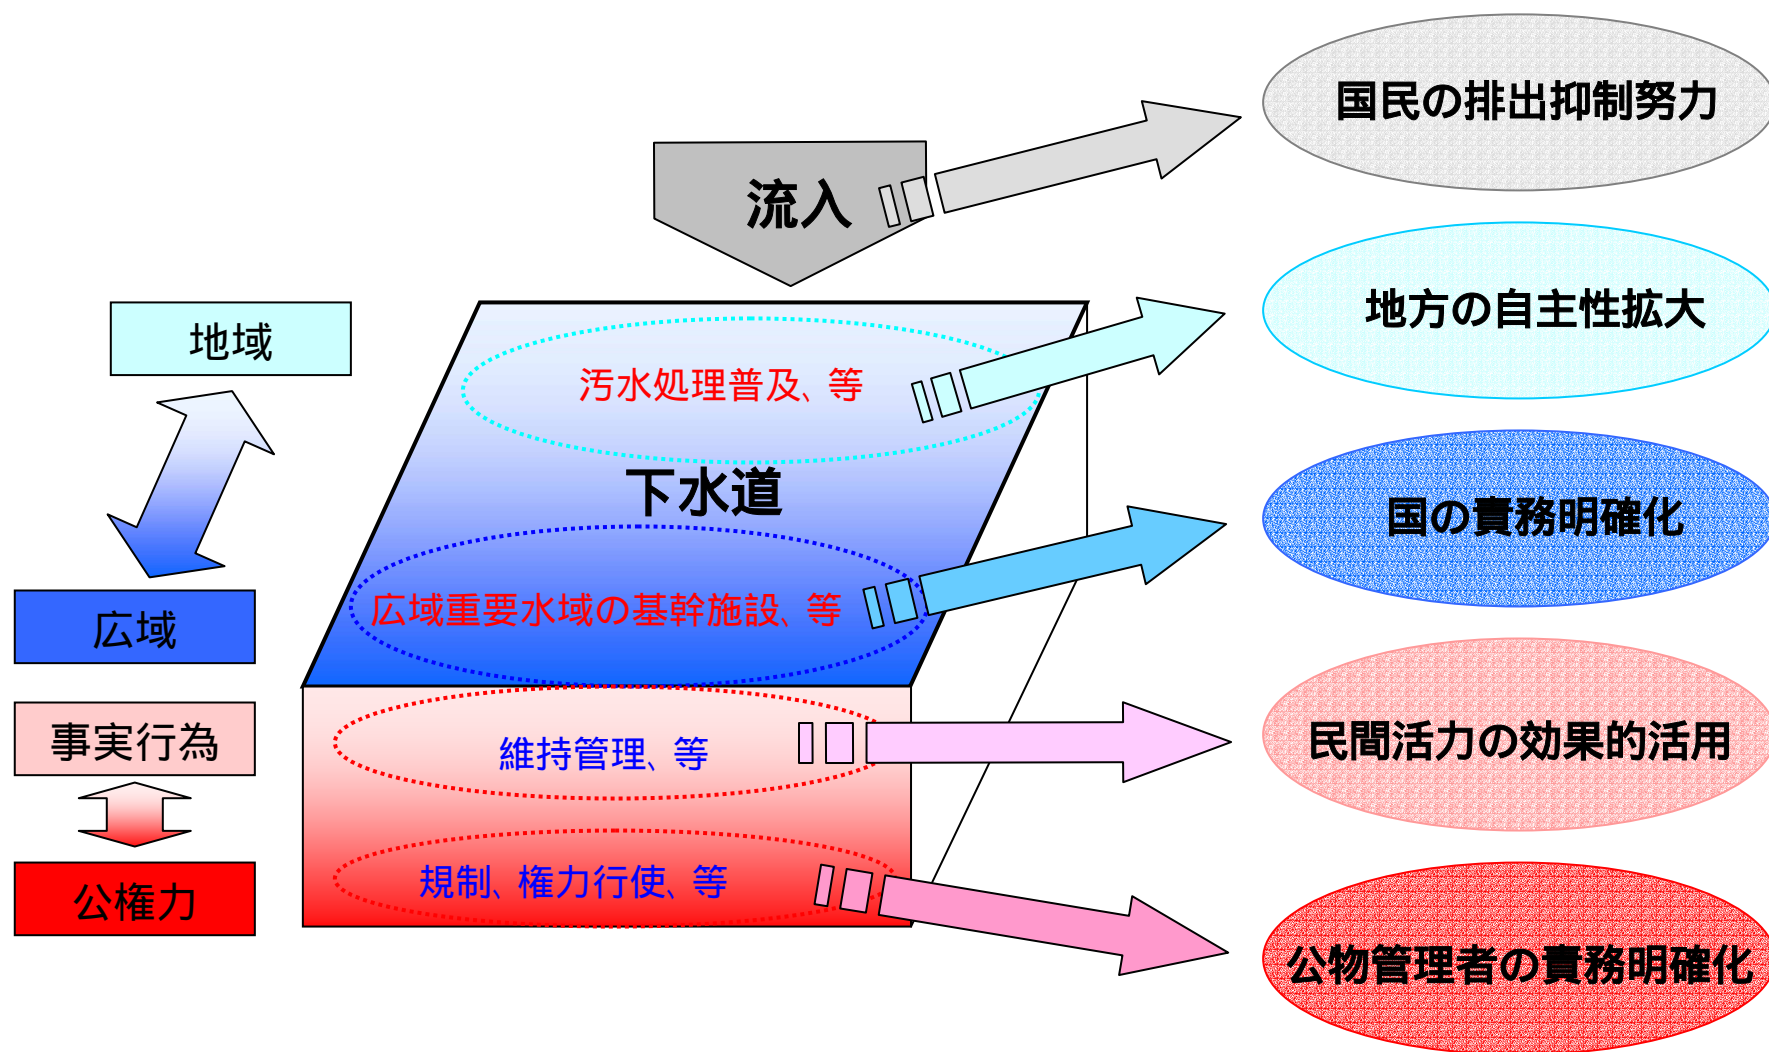 国民の排出抑制努力
流入
地方の自主性拡大
地域
汚水処理普及、等
下水道
国の責務明確化
広域重要水域の基幹施設、等
広域
事実行為
維持管理、等
民間活力の効果的活用
規制、権力行使、等
公権力
公物管理者の責務明確化